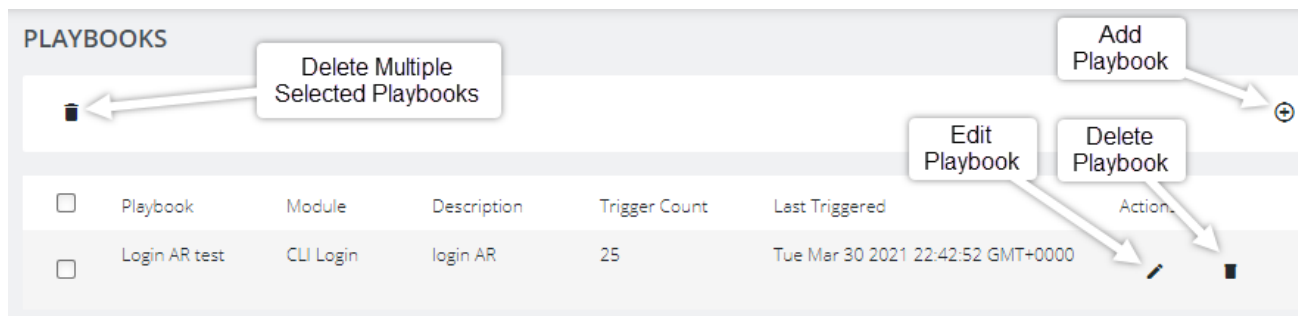 PLAYBOOKS
Delete Multiple
Selected Playbooks
Add
Playbook
Edit
Playbook
Delete
Playbook
Playbook Module Description Trigger Count Last Triggered Action
Login AR test CLI Login login AR 25 Tue Mar 30 2021 22:42:52 GMT+0000